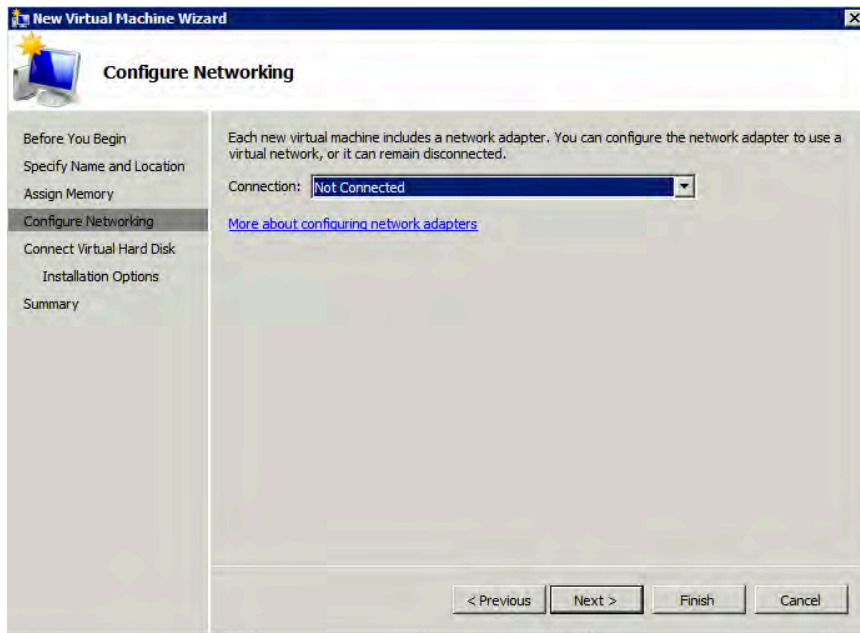 New Virtual Machine Wizard
Configure Networking
Before You Begin
Specify Name and Location
Assign Memory
Configure Networking
Connect Virtual Hard Disk
Installation Options
Summary
Each new virtual machine includes a network adapter. You can configure the network adapter to use a
virtual network, or it can remain disconnected.
Connection: Not Connected
More about configuring network adapters
< Previous Next > Finish Cancel